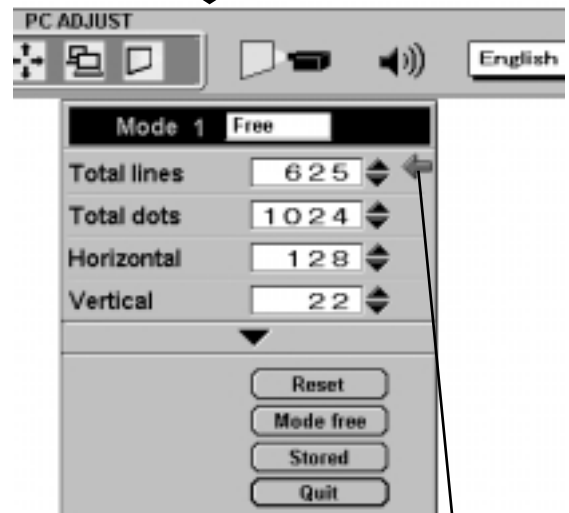 PC ADJUST
English
Mode 1 Free
Total lines 625
Total dots 1024
Horizontal 128
Vertical 22
Reset
Mode free
Stored
Quit